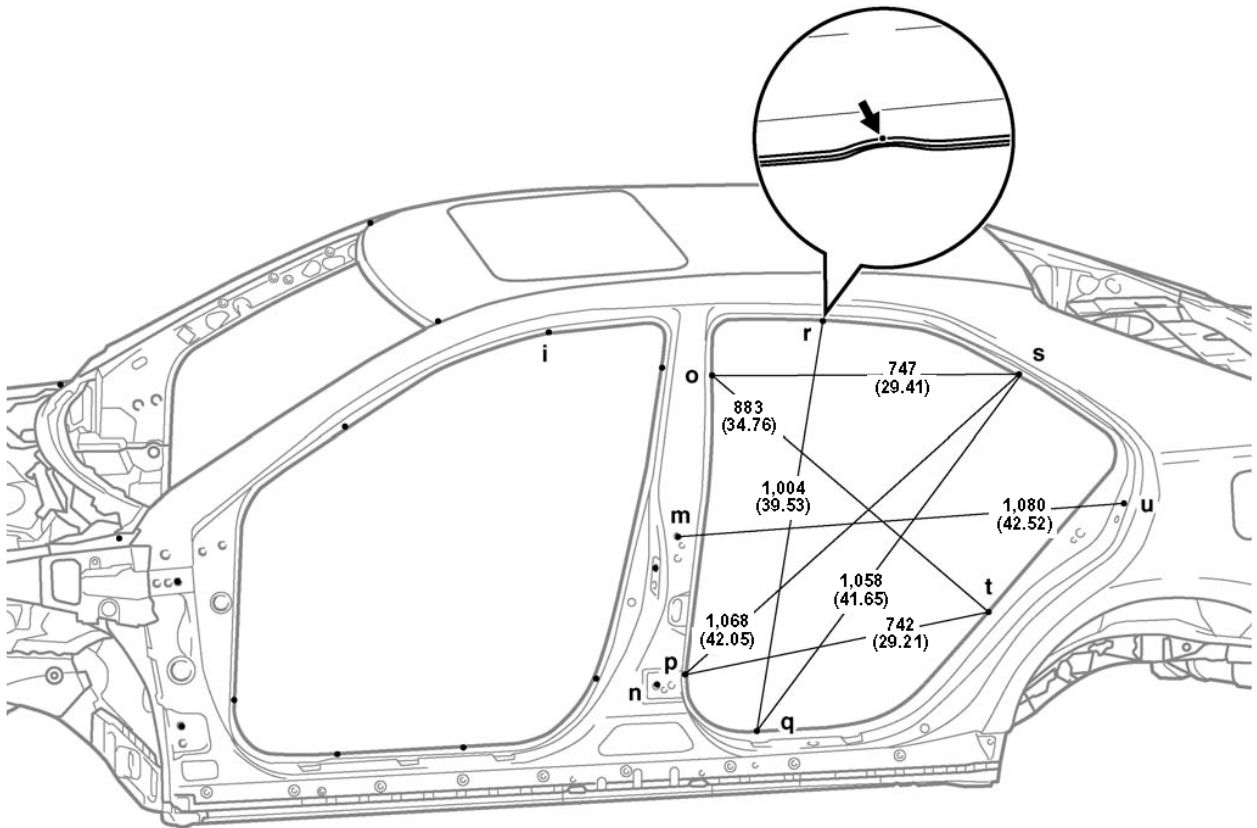 r
s
i
o
747
(29.41)
883
(34.76)
1,004
(39.53)
m
1,080
(42.52)
u
1,058
(41.65)
t
1,068
(42.05)
742
(29.21)
p
n
q